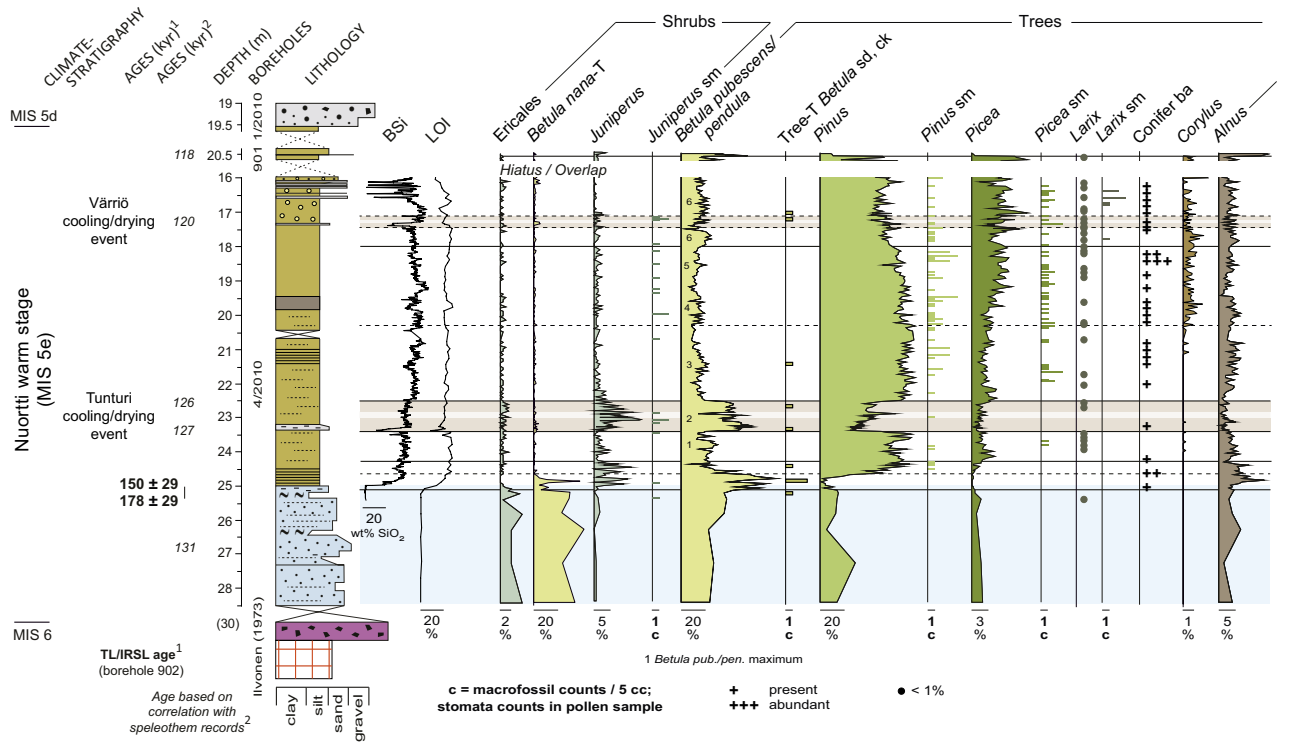 Shrubs
Trees
CLIMATE-
STRATIGRAPHY
AGES (kyr)1
AGES (kyr)2
DEPTH (m)
BOREHOLES
LITHOLOGY
BSi
LOI
Ericales
Betula nana-T
Juniperus
Juniperus sm
Betula pubescens/
pendula
Tree-T Betula sd, ck
Pinus
Pinus sm
Picea
Picea sm
Larix
Larix sm
Conifer ba
Corylus
Alnus
MIS 5d
19
19.5
901 1/2010
118
20.5
Hiatus / Overlap
16
Värriö
cooling/drying
event
120
17
18
19
20
21
22
23
24
25
26
27
28
(30)
6
6
5
4
3
2
1
Nuortti warm stage
(MIS 5e)
4/2010
Tunturi
cooling/drying
event
126
127
150 ± 29
178 ± 29
131
20
wt% SiO2
MIS 6
Ilvonen (1973)
20
%
2
%
20
%
5
%
1
c
20
%
1
c
20
%
1
c
3
%
1
c
1
c
1
%
5
%
TL/IRSL age1
(borehole 902)
1 Betula pub./pen. maximum
Age based on
correlation with
speleothem records2
clay
silt
sand
gravel
c = macrofossil counts / 5 cc;
stomata counts in pollen sample
+ present
+++ abundant
● < 1%